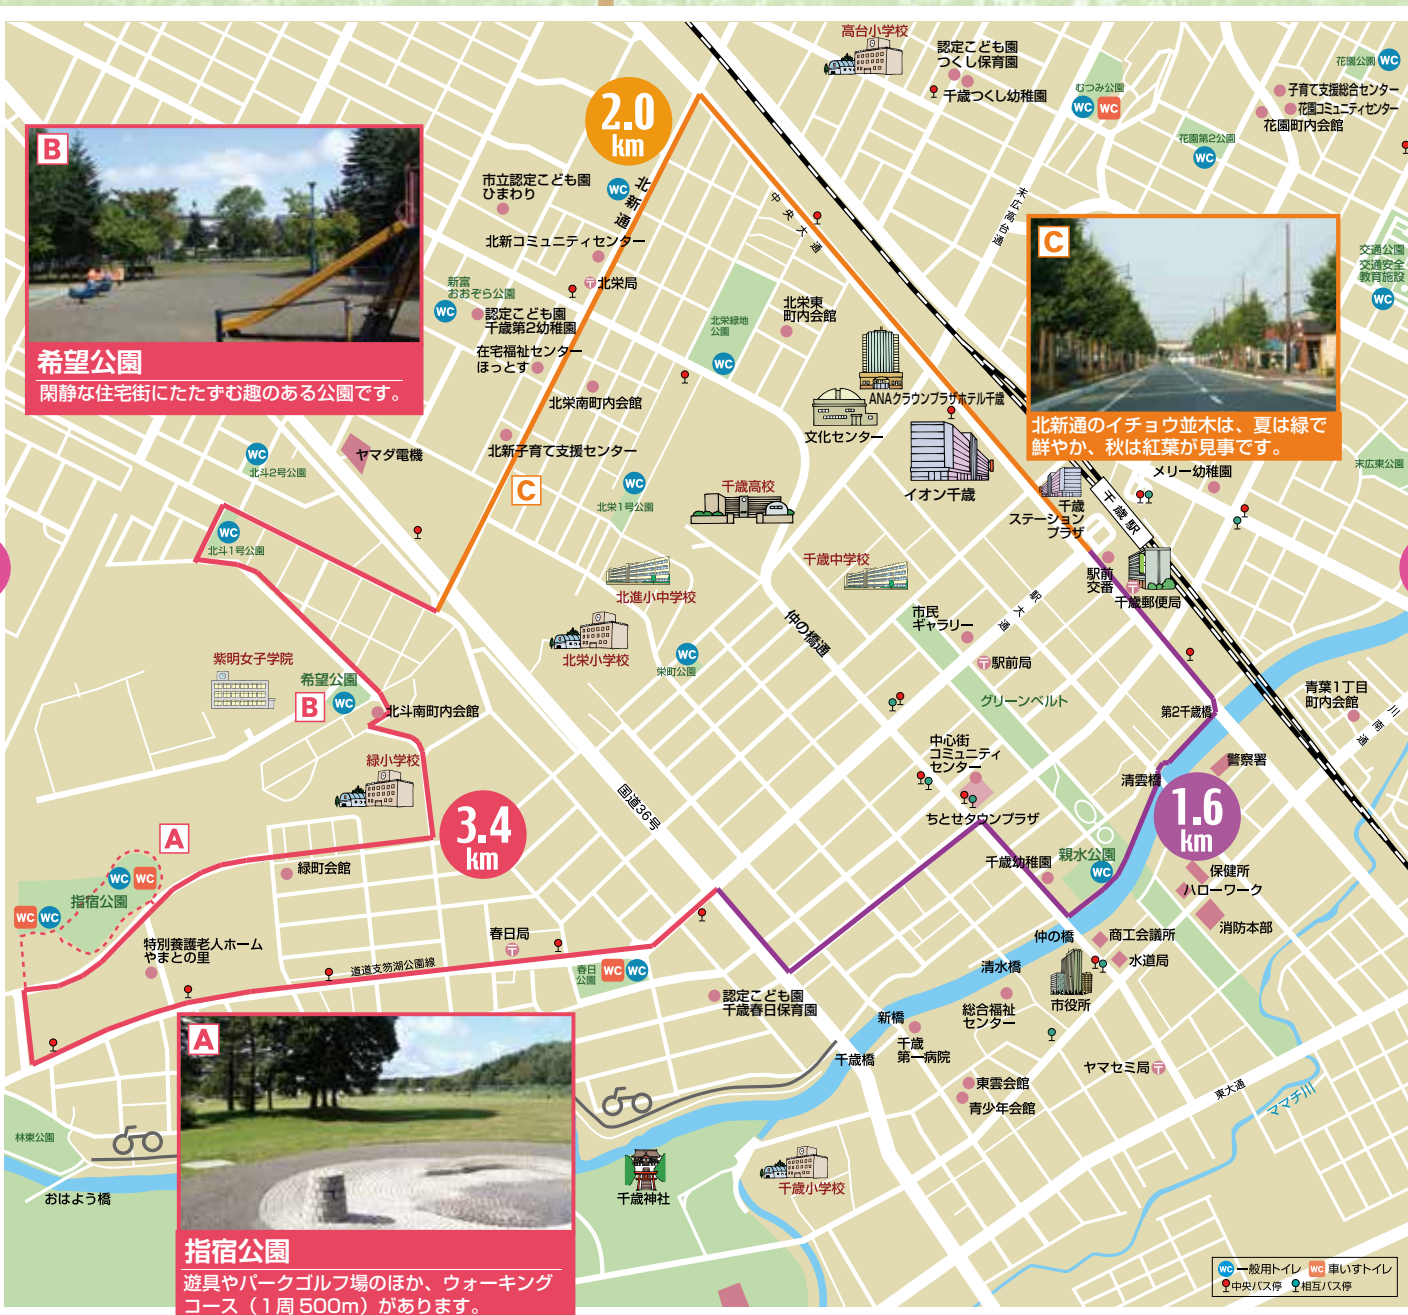 高台小学校
認定こども園
つくし保育園
千歳つくし幼稚園
むつみ公園
WC WC
花園公園 WC
子育て支援総合センター
花園コミュニティセンター
花園町内会館
花園第2公園
WC
末広高台通
交通公園
交通安全
教育施設
WC
末広東公園
2.0
km
B
希望公園
閑静な住宅街にたたずむ趣のある公園です。
市立認定こども園
ひまわり
WC
北新通
北新コミュニティセンター
北栄局
新富
おおぞら公園
WC
認定こども園
千歳第2幼稚園
在宅福祉センター
ほっとす
北栄南町内会館
北新子育て支援センター
中央大通
北栄緑地
公園
WC
北栄東
町内会館
ANAクラウンプラザホテル千歳
文化センター
イオン千歳
C
北新通のイチョウ並木は、夏は緑で
鮮やか、秋は紅葉が見事です。
メリー幼稚園
千歳駅
千歳
ステーション
プラザ
駅前
交番
千歳郵便局
WC
北斗2号公園
ヤマダ電機
C
WC
北栄1号公園
千歳高校
千歳中学校
WC
北斗1号公園
北進小中学校
北栄小学校
WC
栄町公園
仲の橋通
市民
ギャラリー
駅大通
駅前局
グリーンベルト
第2千歳橋
青葉1丁目
町内会館
川南通
紫明女子学院
希望公園
B
WC
北斗南町内会館
緑小学校
国道36号
中心街
コミュニティ
センター
ちとせタウンプラザ
清雲橋
警察署
1.6
km
3.4
km
A
緑町会館
WC WC
指宿公園
WC WC
特別養護老人ホーム
やまとの里
道道支笏湖公園線
春日局
春日
公園
WC WC
千歳幼稚園
親水公園
WC
保健所
ハローワーク
消防本部
仲の橋
商工会議所
水道局
清水橋
市役所
認定こども園
千歳春日保育園
総合福祉
センター
新橋
千歳
第一病院
千歳橋
ヤマセミ局
東大通
ママチ川
東雲会館
青少年会館
千歳小学校
千歳神社
林東公園
おはよう橋
A
指宿公園
遊具やパークゴルフ場のほか、ウォーキング
コース（1周500m）があります。
WC 一般用トイレ WC 車いすトイレ
中央バス停 相互バス停